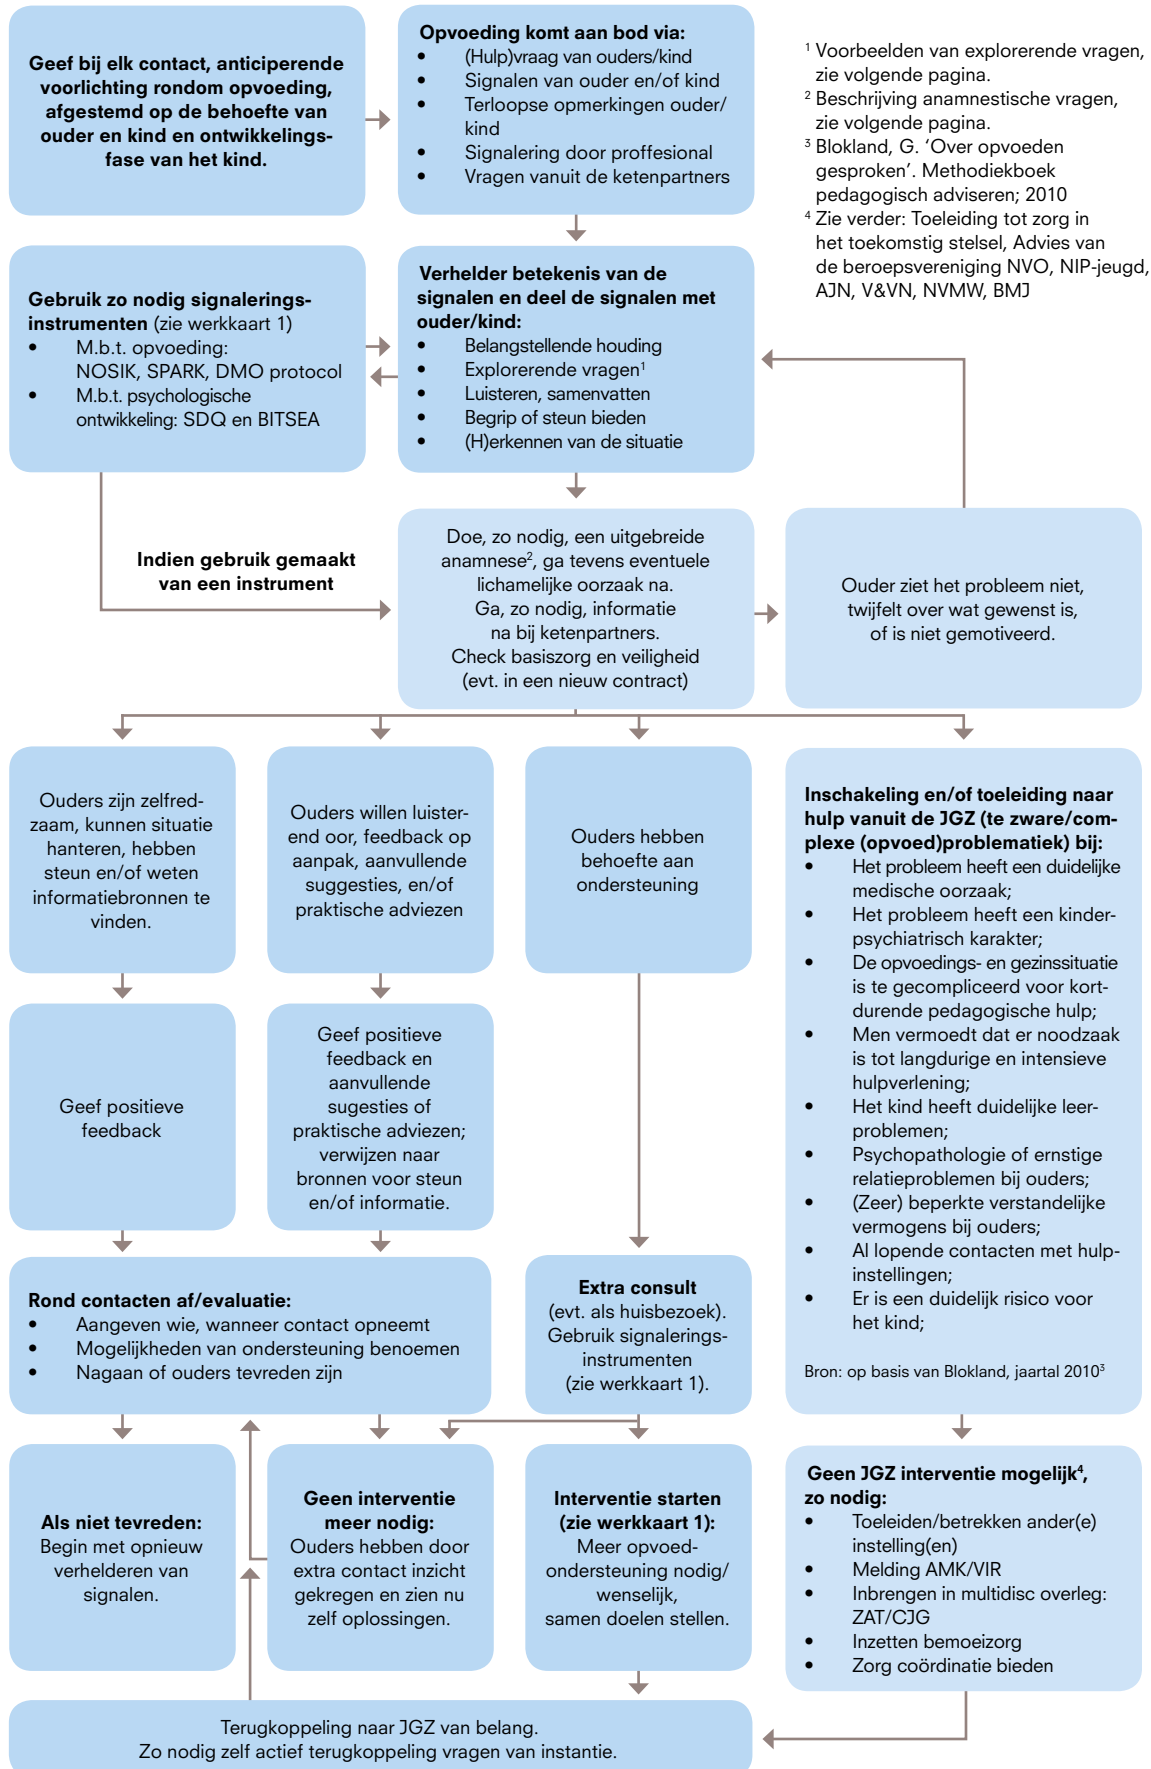 Geef bij elk contact, anticiperende
voorlichting rondom opvoeding,
afgestemd op de behoefte van
ouder en kind en ontwikkelings-
fase van het kind.
Opvoeding komt aan bod via:
• (Hulp)vraag van ouders/kind
• Signalen van ouder en/of kind
• Terloopse opmerkingen ouder/
kind
• Signalering door proffesional
• Vragen vanuit de ketenpartners
1 Voorbeelden van explorerende vragen,
zie volgende pagina.
2 Beschrijving anamnestische vragen,
zie volgende pagina.
3 Blokland, G. ‘Over opvoeden
gesproken’. Methodiekboek
pedagogisch adviseren; 2010
4 Zie verder: Toeleiding tot zorg in
het toekomstig stelsel, Advies van
de beroepsvereniging NVO, NIP-jeugd,
AJN, V&VN, NVMW, BMJ
Gebruik zo nodig signalerings-
instrumenten (zie werkkaart 1)
• M.b.t. opvoeding:
NOSIK, SPARK, DMO protocol
• M.b.t. psychologische
ontwikkeling: SDQ en BITSEA
Verhelder betekenis van de
signalen en deel de signalen met
ouder/kind:
• Belangstellende houding
• Explorerende vragen1
• Luisteren, samenvatten
• Begrip of steun bieden
• (H)erkennen van de situatie
Indien gebruik gemaakt
van een instrument
Doe, zo nodig, een uitgebreide
anamnese2, ga tevens eventuele
lichamelijke oorzaak na.
Ga, zo nodig, informatie
na bij ketenpartners.
Check basiszorg en veiligheid
(evt. in een nieuw contract)
Ouder ziet het probleem niet,
twijfelt over wat gewenst is,
of is niet gemotiveerd.
Ouders zijn zelfred-
zaam, kunnen situatie
hanteren, hebben
steun en/of weten
informatiebronnen te
vinden.
Ouders willen luister-
end oor, feedback op
aanpak, aanvullende
suggesties, en/of
praktische adviezen
Ouders hebben
behoefte aan
ondersteuning
Inschakeling en/of toeleiding naar
hulp vanuit de JGZ (te zware/com-
plexe (opvoed)problematiek) bij:
• Het probleem heeft een duidelijke
medische oorzaak;
• Het probleem heeft een kinder-
psychiatrisch karakter;
• De opvoedings- en gezinssituatie
is te gecompliceerd voor kort-
durende pedagogische hulp;
• Men vermoedt dat er noodzaak
is tot langdurige en intensieve
hulpverlening;
• Het kind heeft duidelijke leer-
problemen;
• Psychopathologie of ernstige
relatieproblemen bij ouders;
• (Zeer) beperkte verstandelijke
vermogens bij ouders;
• Al lopende contacten met hulp-
instellingen;
• Er is een duidelijk risico voor
het kind;
Bron: op basis van Blokland, jaartal 20103
Geef positieve
feedback
Geef positieve
feedback en
aanvullende
sugesties of
praktische adviezen;
verwijzen naar
bronnen voor steun
en/of informatie.
Rond contacten af/evaluatie:
• Aangeven wie, wanneer contact opneemt
• Mogelijkheden van ondersteuning benoemen
• Nagaan of ouders tevreden zijn
Extra consult
(evt. als huisbezoek).
Gebruik signalerings-
instrumenten
(zie werkkaart 1).
Als niet tevreden:
Begin met opnieuw
verhelderen van
signalen.
Geen interventie
meer nodig:
Ouders hebben door
extra contact inzicht
gekregen en zien nu
zelf oplossingen.
Interventie starten
(zie werkkaart 1):
Meer opvoed-
ondersteuning nodig/
wenselijk,
samen doelen stellen.
Geen JGZ interventie mogelijk4,
zo nodig:
• Toeleiden/betrekken ander(e)
instelling(en)
• Melding AMK/VIR
• Inbrengen in multidisc overleg:
ZAT/CJG
• Inzetten bemoeizorg
• Zorg coördinatie bieden
Terugkoppeling naar JGZ van belang.
Zo nodig zelf actief terugkoppeling vragen van instantie.